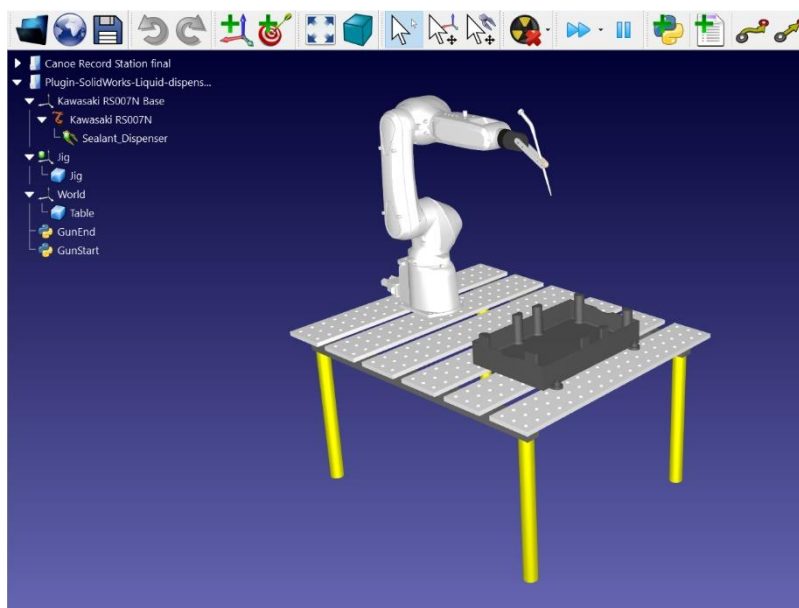 Canoe Record Station final
Plugin-SolidWorks-Liquid-dispens...
Kawasaki RS007N Base
Kawasaki RS007N
Sealant_Dispenser
Jig
Jig
World
Table
GunEnd
GunStart